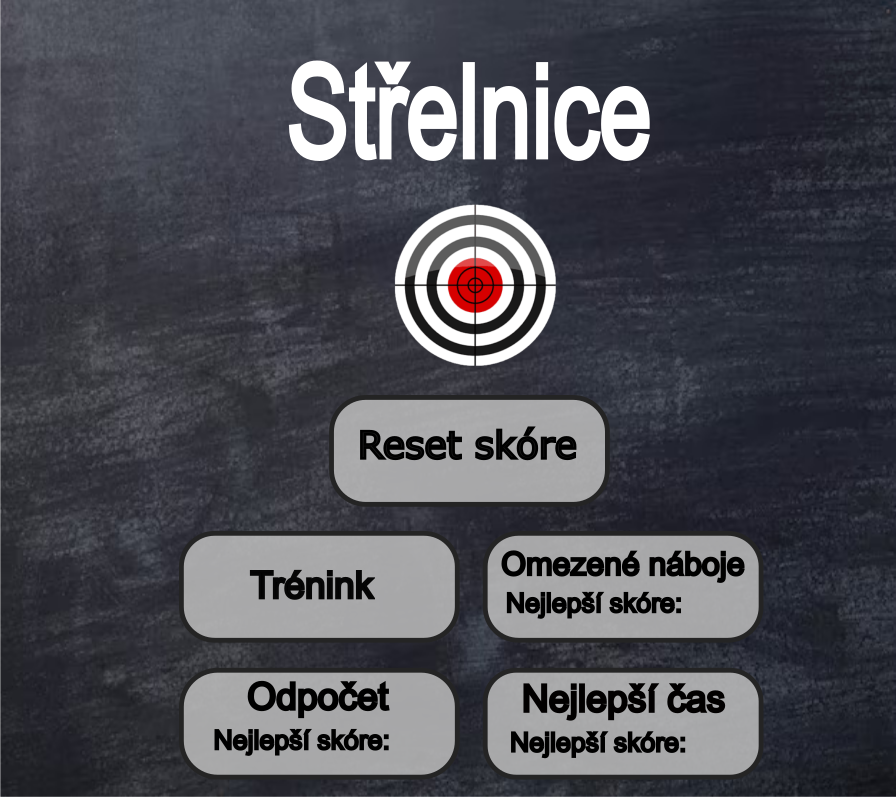 Střelnice
Reset skóre
Trénink
Omezené náboje
Nejlepší skóre:
Odpočet
Nejlepší skóre:
Nejlepší čas
Nejlepší skóre: